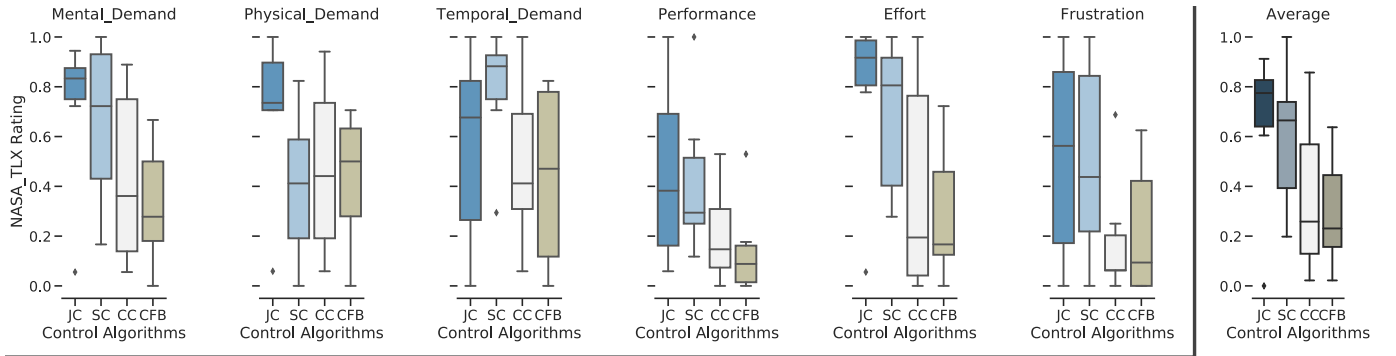 Mental_Demand Physical_Demand Temporal_Demand Performance Effort Frustration Average
1.0 1.0
0.8 0.8
0.6 0.6
0.4 0.4
0.2 0.2
0.0 0.0
NASA_TLX Rating
JC SC CC CFB JC SC CC CFB JC SC CC CFB JC SC CC CFB JC SC CC CFB JC SC CC CFB JC SC CC CFB
Control Algorithms Control Algorithms Control Algorithms Control Algorithms Control Algorithms Control Algorithms Control Algorithms